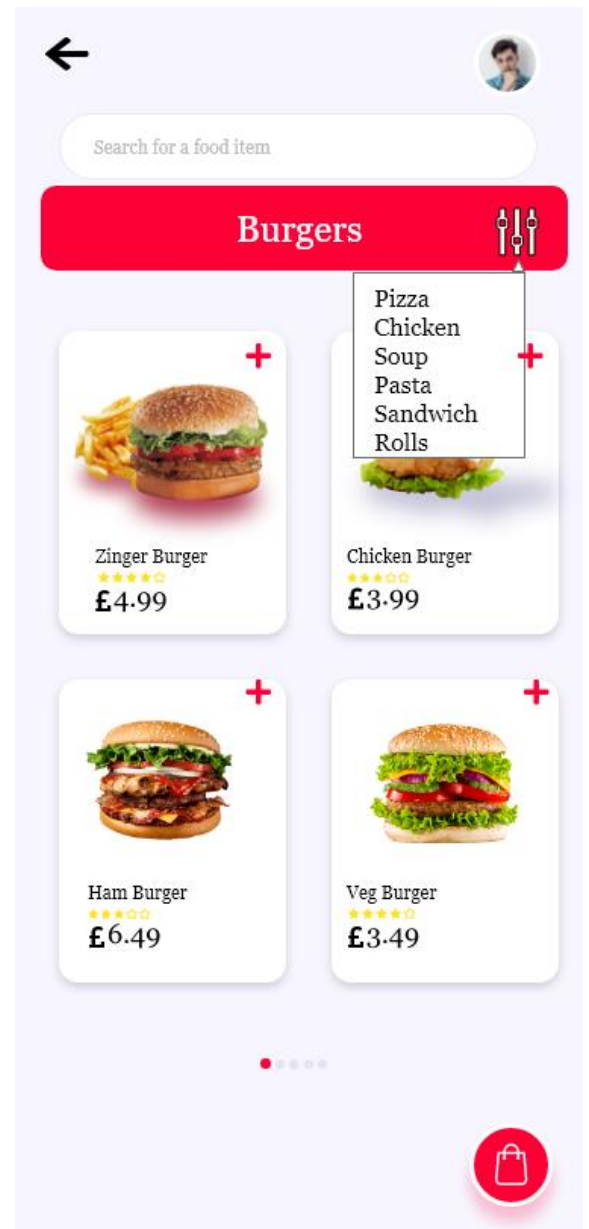 Search for a food item
Burgers
Pizza
Chicken
Soup
Pasta
Sandwich
Rolls
Zinger Burger
£4.99
Chicken Burger
£3.99
Ham Burger
£6.49
Veg Burger
£3.49